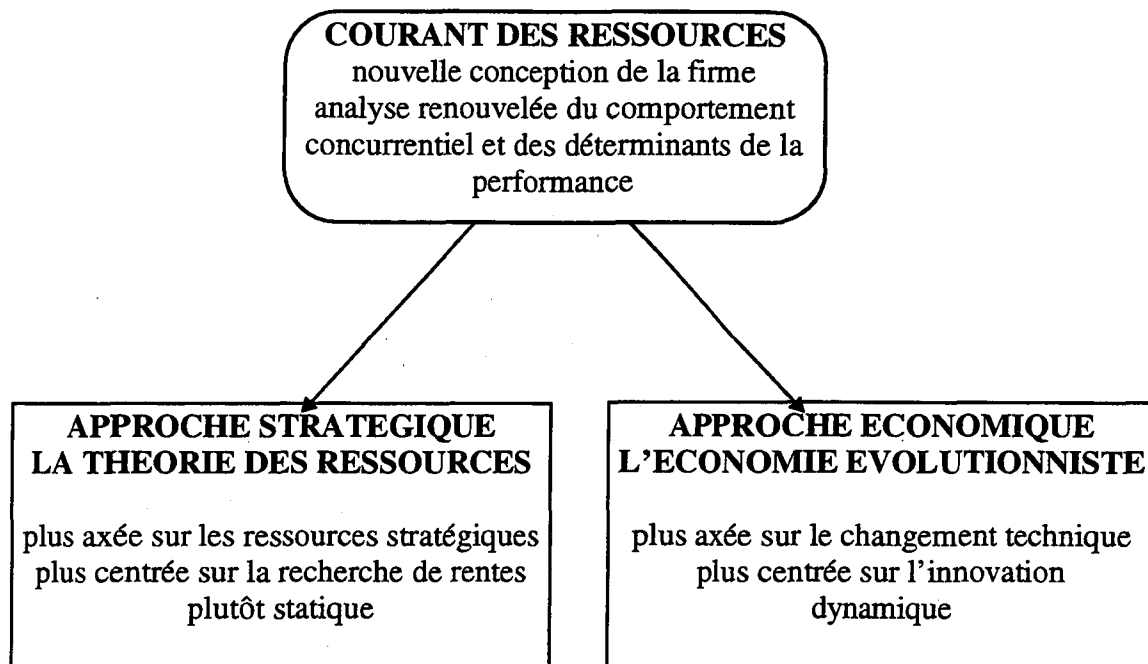 COURANT DES RESSOURCES
nouvelle conception de la firme
analyse renouvelée du comportement
concurrentiel et des déterminants de la
performance
APPROCHE STRATEGIQUE
LA THEORIE DES RESSOURCES
plus axée sur les ressources stratégiques
plus centrée sur la recherche de rentes
plutôt statique
APPROCHE ECONOMIQUE
L'ECONOMIE EVOLUTIONNISTE
plus axée sur le changement technique
plus centrée sur l'innovation
dynamique